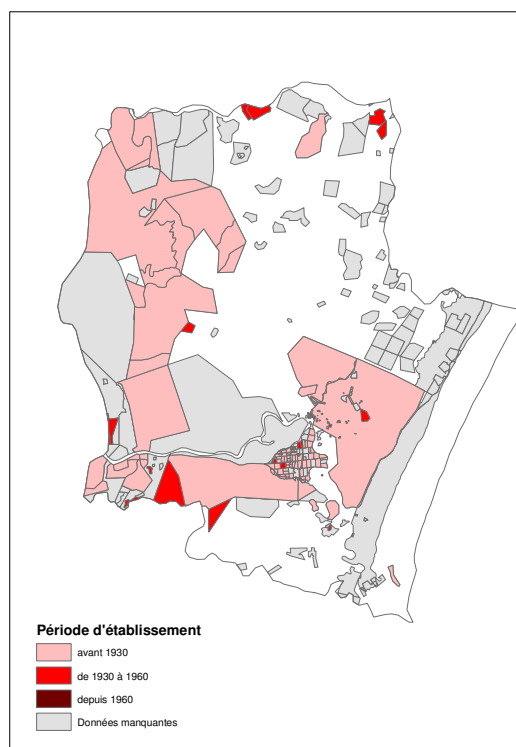 Période d'établissement
avant 1930
de 1930 à 1960
depuis 1960
Données manquantes